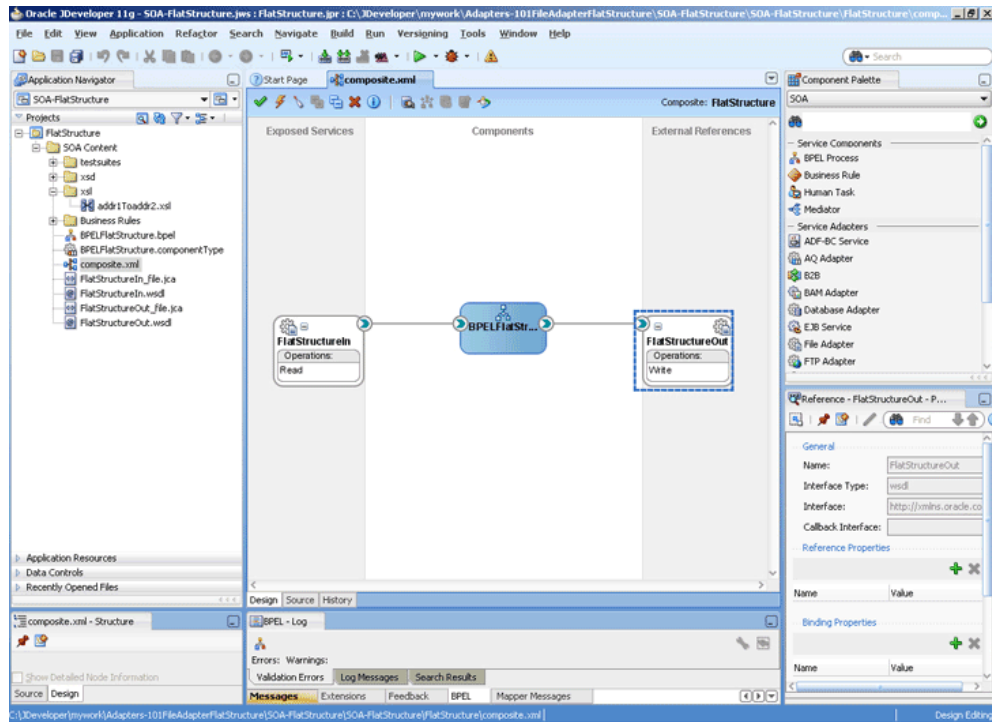 Oracle JDeveloper 11g - SOA-FlatStructure.jws : FlatStructure.jpr : C:\JDeveloper\mywork\Adapters-101FileAdapterFlatStructure\SOA-FlatStructure\SOA-FlatStructure\FlatStructure\comp...
File Edit View Application Refactor Search Navigate Build Run Versigning Tools Window Help
Search
Application Navigator
SOA-FlatStructure
Projects
FlatStructure
SOA Content
testsuites
xsd
xsl
addr1Toaddr2.xsl
Business Rules
BPELFlatStructure.bpel
BPELFlatStructure.componentType
composite.xml
FlatStructureIn_file.jca
FlatStructureIn.wsdl
FlatStructureOut_file.jca
FlatStructureOut.wsdl
Application Resources
Data Controls
Recently Opened Files
composite.xml - Structure
Show Detailed Node Information
Source Design
Start Page composite.xml
Composite: FlatStructure
Exposed Services Components External References
FlatStructureIn
Operations:
Read
BPELFlatStr...
FlatStructureOut
Operations:
Write
Design Source History
BPEL - Log
Errors: Warnings:
Validation Errors Log Messages Search Results
Messages Extensions Feedback BPEL Mapper Messages
Component Palette
SOA
Service Components
BPEL Process
Business Rule
Human Task
Mediator
Service Adapters
ADF-BC Service
AQ Adapter
B2B
BAM Adapter
Database Adapter
EJB Service
File Adapter
FTP Adapter
Reference - FlatStructureOut - P...
Find
General
Name: FlatStructureOut
Interface Type: wsdl
Interface: http://xmlns.oracle.co
Callback Interface:
Reference Properties
Name Value
Binding Properties
Name Value
C:\JDeveloper\mywork\Adapters-101FileAdapterFlatStructure\SOA-FlatStructure\SOA-FlatStructure\FlatStructure\composite.xml Design Editing